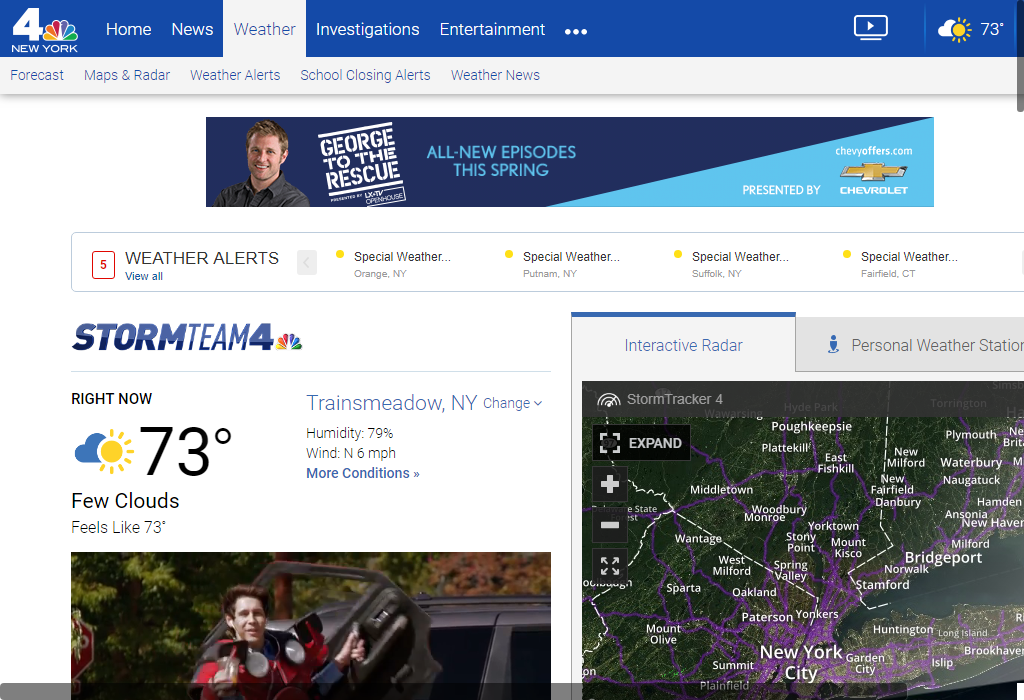 4
NEW YORK
Home
News
Weather
Investigations
Entertainment
73°
Forecast
Maps & Radar
Weather Alerts
School Closing Alerts
Weather News
GEORGE
TO THE
RESCUE
PRESENTED BY LXTV
OPENHOUSE
ALL-NEW EPISODES
THIS SPRING
chevyoffers.com
PRESENTED BY
CHEVROLET
5
WEATHER ALERTS
View all
Special Weather...
Orange, NY
Special Weather...
Putnam, NY
Special Weather...
Suffolk, NY
Special Weather...
Fairfield, CT
STORMTEAM4
Interactive Radar
Personal Weather Station
RIGHT NOW
73°
Few Clouds
Feels Like 73°
Trainsmeadow, NY
Change
Humidity: 79%
Wind: N 6 mph
More Conditions »
StormTracker 4
EXPAND
Wawarsing
Hyde Park
Torrington
Poughkeepsie
Plymouth
Plattekill
East
Fishkill
New
Milford
Waterbury
Naugatuck
New
Fairfield
Danbury
Middletown
Hamden
Ansonia
New Haven
Woodbury
Monroe
Yorktown
Wantage
Stony
Point
Mount
Kisco
Milford
Bridgeport
West
Milford
Spring
Valley
Norwalk
Stamford
Sparta
Oakland
Paterson
Yonkers
Mount
Olive
Huntington
Long Island
New York
City
Garden
City
Brookhaven
Islip
Summit
Plainfield